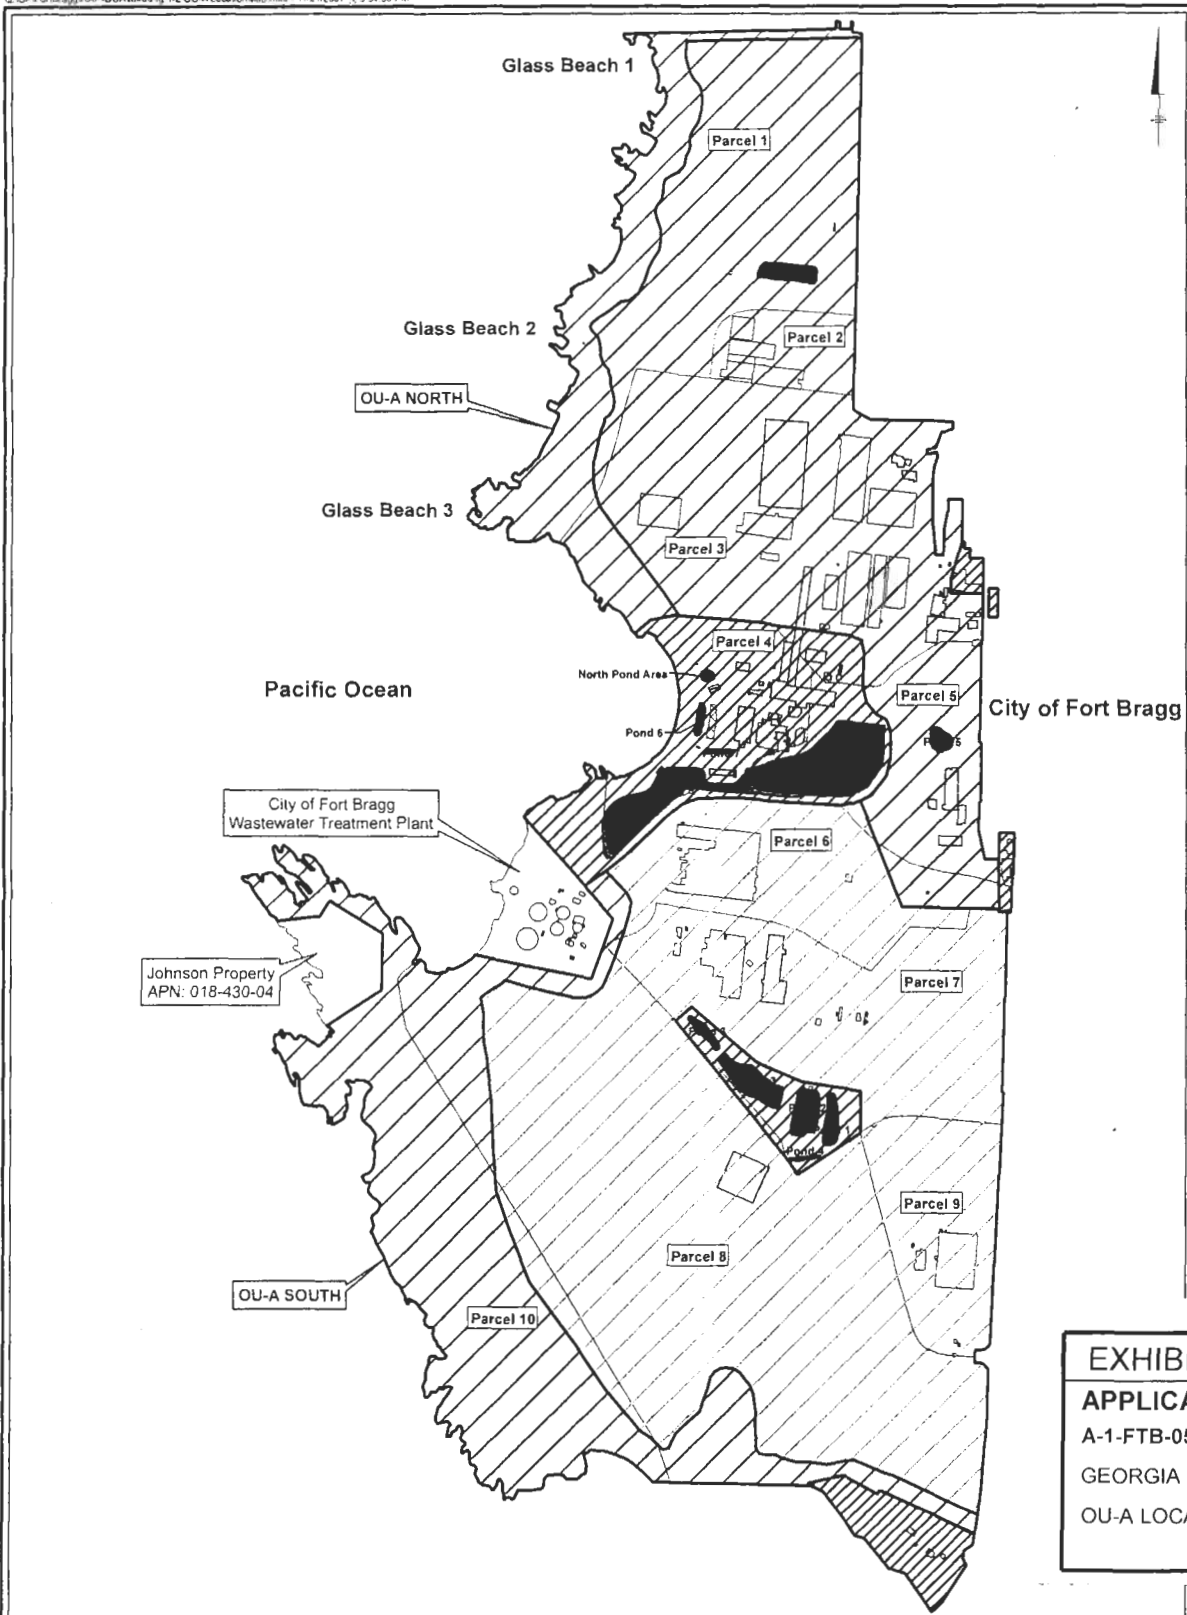 Glass Beach 1
Parcel 1
Glass Beach 2
Parcel 2
OU-A NORTH
Glass Beach 3
Parcel 3
Parcel 4
North Pond Area
Pacific Ocean
Parcel 5
City of Fort Bragg
Pond 6
City of Fort Bragg
Wastewater Treatment Plant
Parcel 6
Johnson Property
APN: 018-430-04
Parcel 7
Pond 4
Parcel 9
Parcel 8
OU-A SOUTH
Parcel 10
EXHIB
APPLICA
A-1-FTB-05
GEORGIA
OU-A LOCA